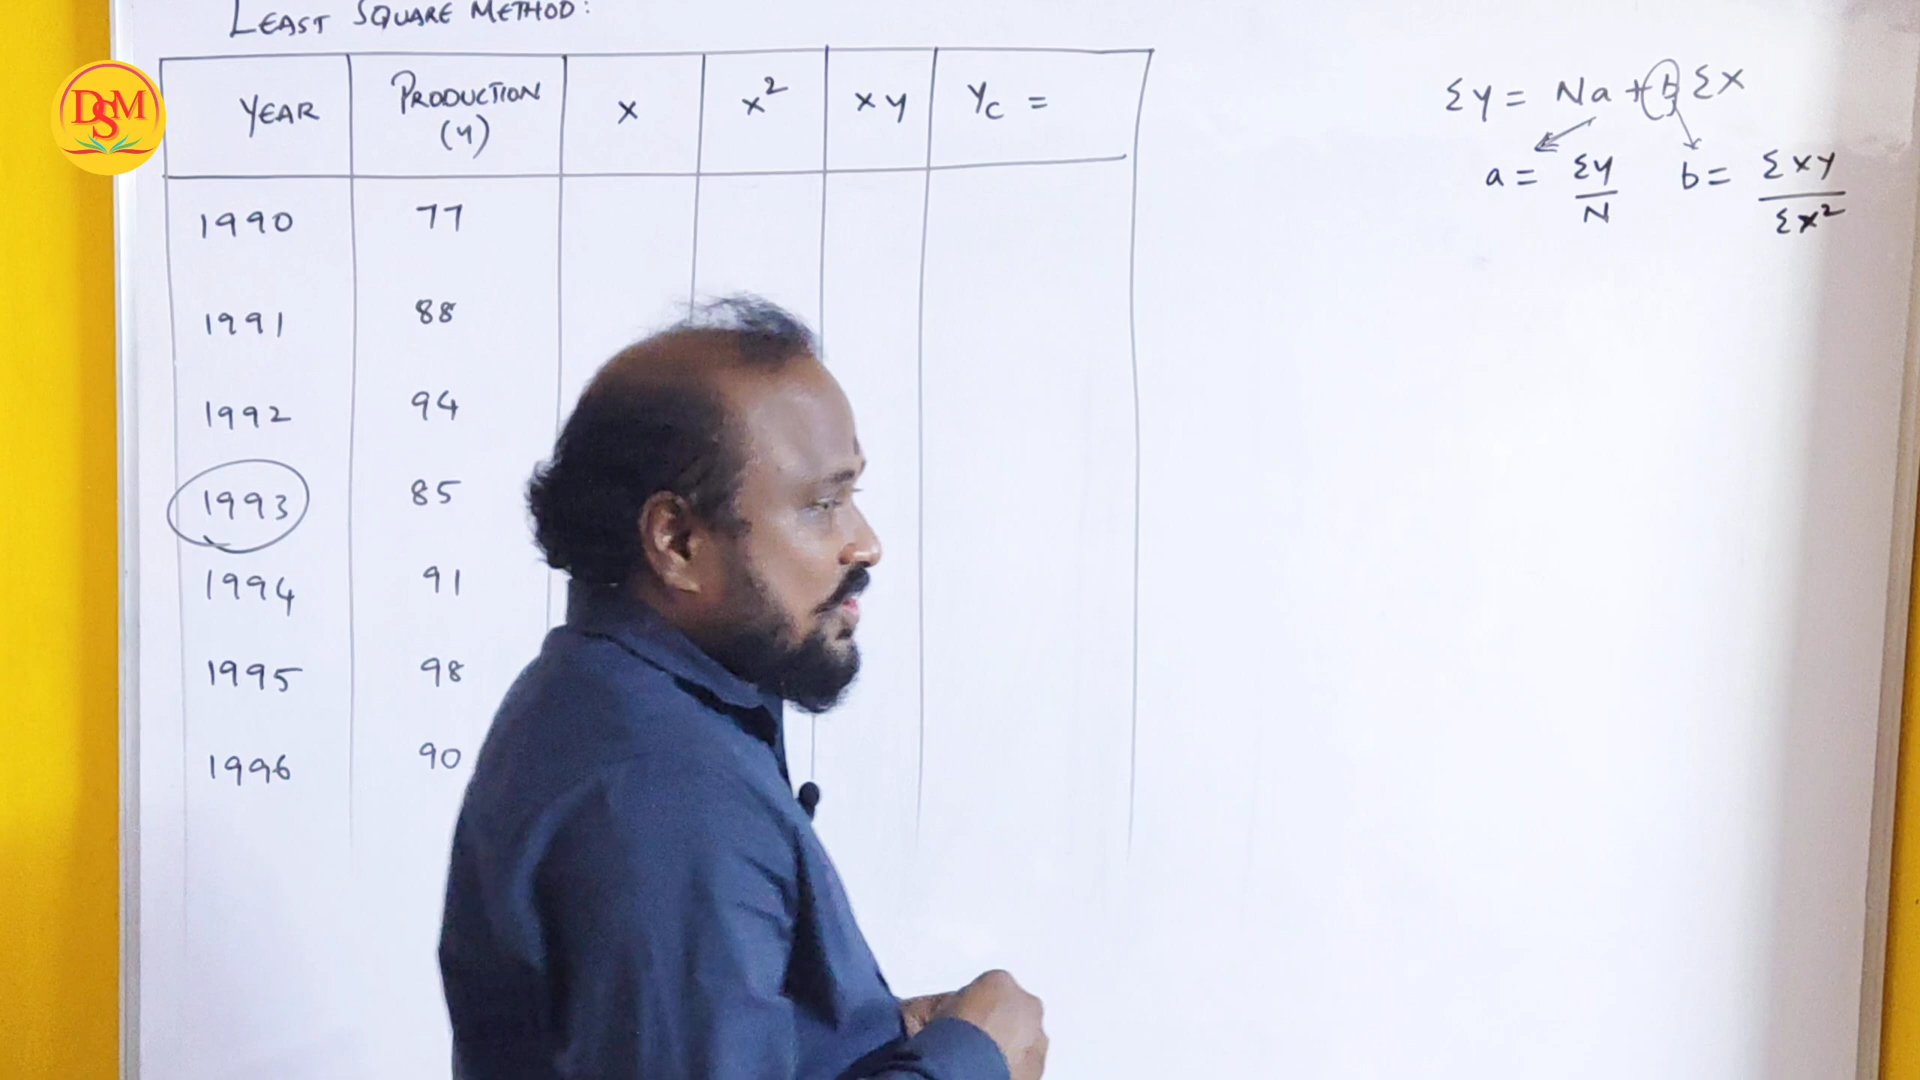 LEAST SQUARE METHOD:
DSM
YEAR PRODUCTION (y) x x² xy Yc =
1990 77
1991 88
1992 94
1993 85
1994 91
1995 98
1996 90
Σy = Na + bΣx
a = Σy/N b = Σxy/Σx²